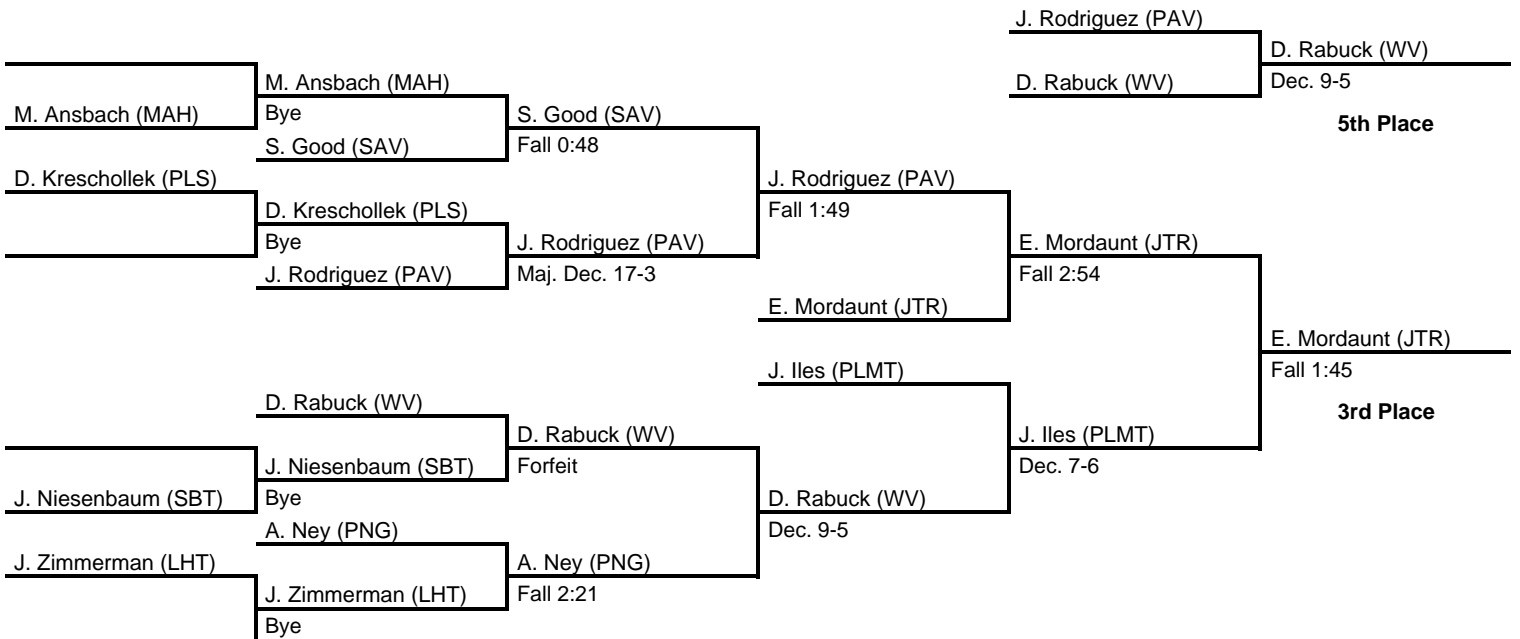 J. Rodriguez (PAV)
D. Rabuck (WV)
M. Ansbach (MAH)
D. Rabuck (WV)
Dec. 9-5
M. Ansbach (MAH)
Bye
S. Good (SAV)
5th Place
S. Good (SAV)
Fall 0:48
D. Kreschollek (PLS)
J. Rodriguez (PAV)
D. Kreschollek (PLS)
Fall 1:49
Bye
J. Rodriguez (PAV)
E. Mordaunt (JTR)
J. Rodriguez (PAV)
Maj. Dec. 17-3
Fall 2:54
E. Mordaunt (JTR)
E. Mordaunt (JTR)
J. Iles (PLMT)
Fall 1:45
D. Rabuck (WV)
3rd Place
D. Rabuck (WV)
J. Iles (PLMT)
J. Niesenbaum (SBT)
Forfeit
Dec. 7-6
J. Niesenbaum (SBT)
Bye
D. Rabuck (WV)
A. Ney (PNG)
Dec. 9-5
J. Zimmerman (LHT)
A. Ney (PNG)
J. Zimmerman (LHT)
Fall 2:21
Bye